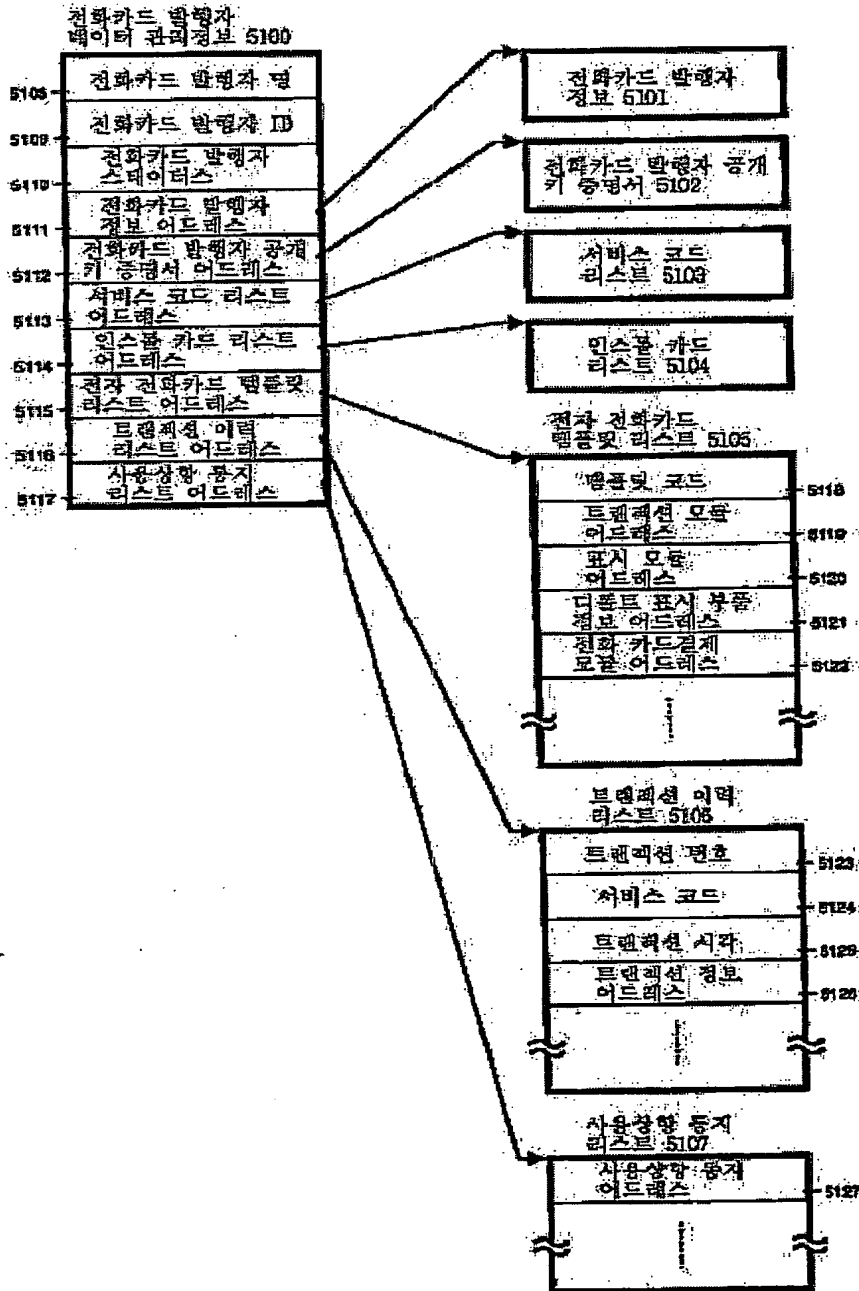 전화카드 발행자
데이터 관리정보 5100
전화카드 발행자 명
5108
전화카드 발행자 ID
5109
전화카드 발행자
스테이터스
5110
전화카드 발행자
정보 어드레스
5111
전화카드 발행자 공개
키 증명서 어드레스
5112
서비스 코드 리스트
어드레스
5113
인스톨 카드 리스트
어드레스
5114
전자 전화카드 템플릿
리스트 어드레스
5115
트랜잭션 이력
리스트 어드레스
5116
사용상황 통지
리스트 어드레스
5117
전화카드 발행자
정보 5101
전화카드 발행자 공개
키 증명서 5102
서비스 코드
리스트 5103
인스톨 카드
리스트 5104
전자 전화카드
템플릿 리스트 5105
템플릿 코드
5118
트랜잭션 모듈
어드레스
5119
표시 모듈
어드레스
5120
디폴트 표시 부품
정보 어드레스
5121
전화 카드결제
모듈 어드레스
5122
트랜잭션 이력
리스트 5106
트랜잭션 번호
5123
서비스 코드
5124
트랜잭션 시각
5125
트랜잭션 정보
어드레스
5126
사용상황 통지
리스트 5107
사용상황 통지
어드레스
5127